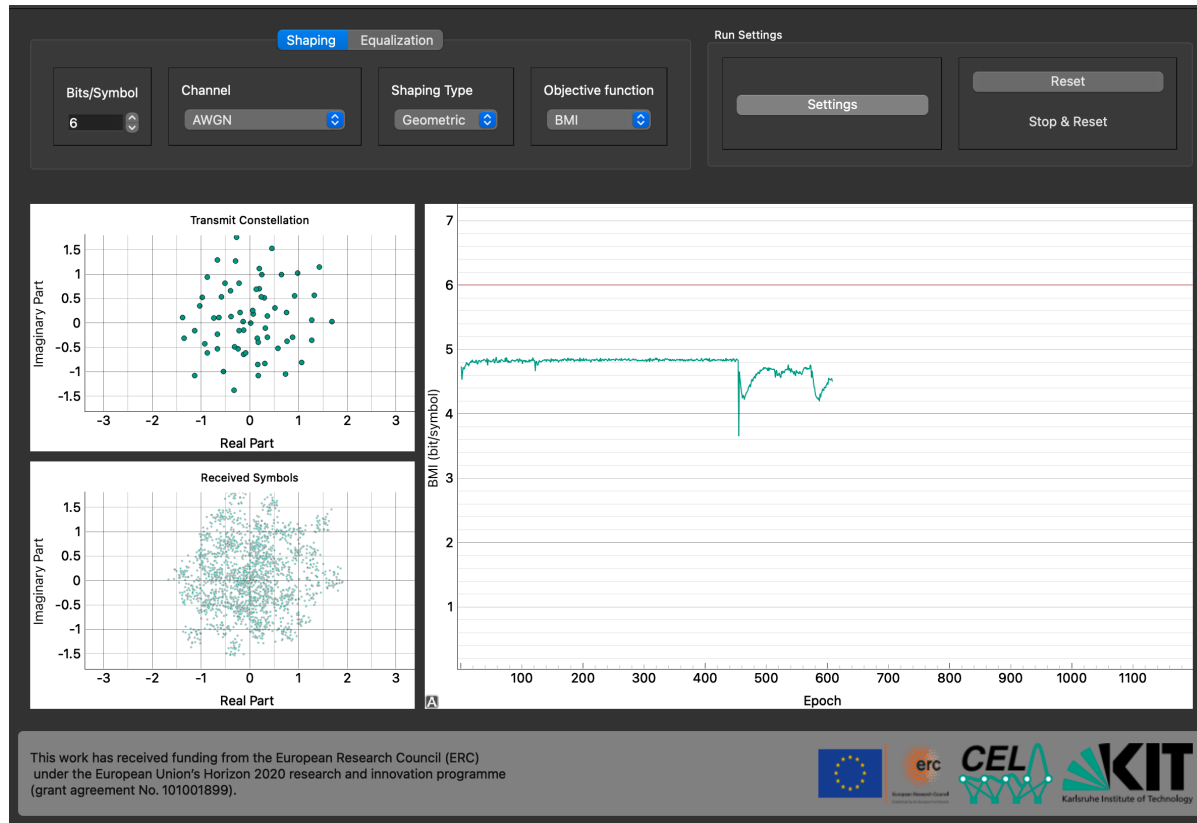 Shaping Equalization
Run Settings
Bits/Symbol
6
Channel
AWGN
Shaping Type
Geometric
Objective function
BMI
Settings
Reset
Stop & Reset
Transmit Constellation
Imaginary Part
1.5
1
0.5
0
-0.5
-1
-1.5
-3 -2 -1 0 1 2 3
Real Part
Received Symbols
Imaginary Part
1.5
1
0.5
0
-0.5
-1
-1.5
-3 -2 -1 0 1 2 3
Real Part
BMI (bit/symbol)
7
6
5
4
3
2
1
100 200 300 400 500 600 700 800 900 1000 1100
Epoch
A
This work has received funding from the European Research Council (ERC)
under the European Union's Horizon 2020 research and innovation programme
(grant agreement No. 101001899).
erc
European Research Council
CEL
KIT
Karlsruhe Institute of Technology